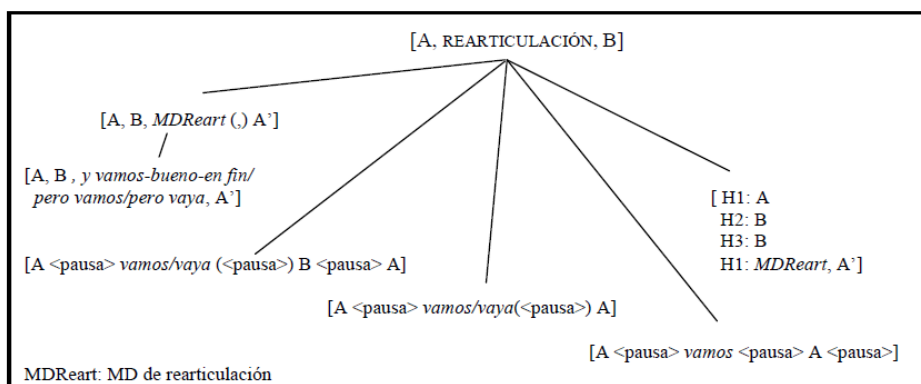 [A, REARTICULACIÓN, B]
[A, B, MDReart (,) A’]
[A, B , y vamos-bueno-en fin/
pero vamos/pero vaya, A’]
[ H1: A
H2: B
H3: B
H1: MDReart, A’]
[A <pausa> vamos/vaya (<pausa>) B <pausa> A]
[A <pausa> vamos/vaya(<pausa>) A]
[A <pausa> vamos <pausa> A <pausa>]
MDReart: MD de rearticulación